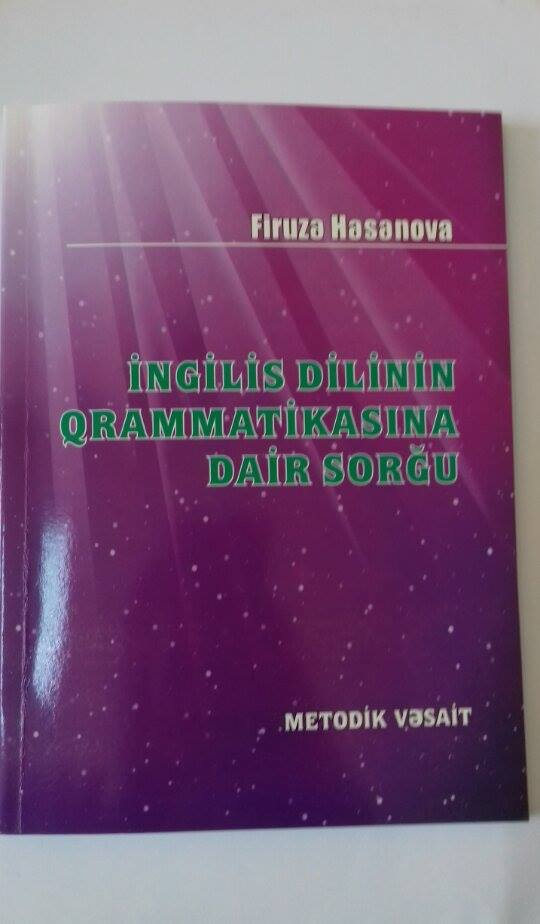 Firuzə Həsənova
İNGİLİS DİLİNİN
QRAMMATİKASINA
DAİR SORĞU
METODİK VƏSAİT